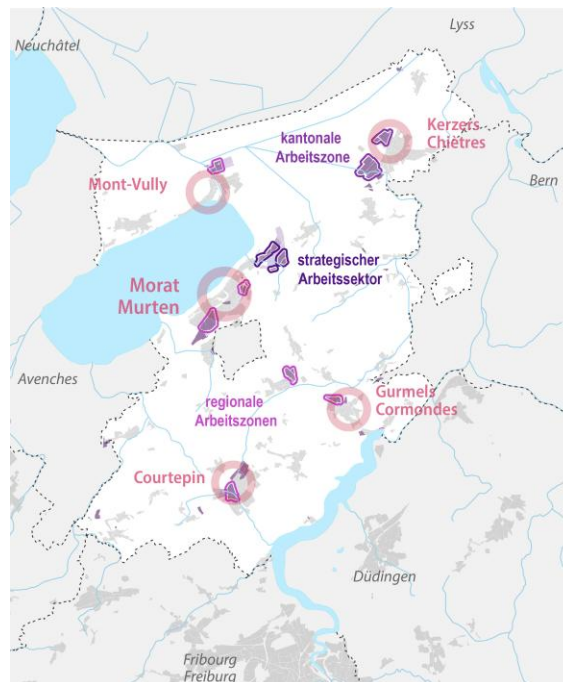 Lyss
Neuchâtel
Kerzers
Chiètres
kantonale
Arbeitszone
Mont-Vully
Bern
strategischer
Arbeitssektor
Morat
Murten
Avenches
Gurmels
Cormondes
regionale
Arbeitszonen
Courtepin
Düdingen
Fribourg
Freiburg